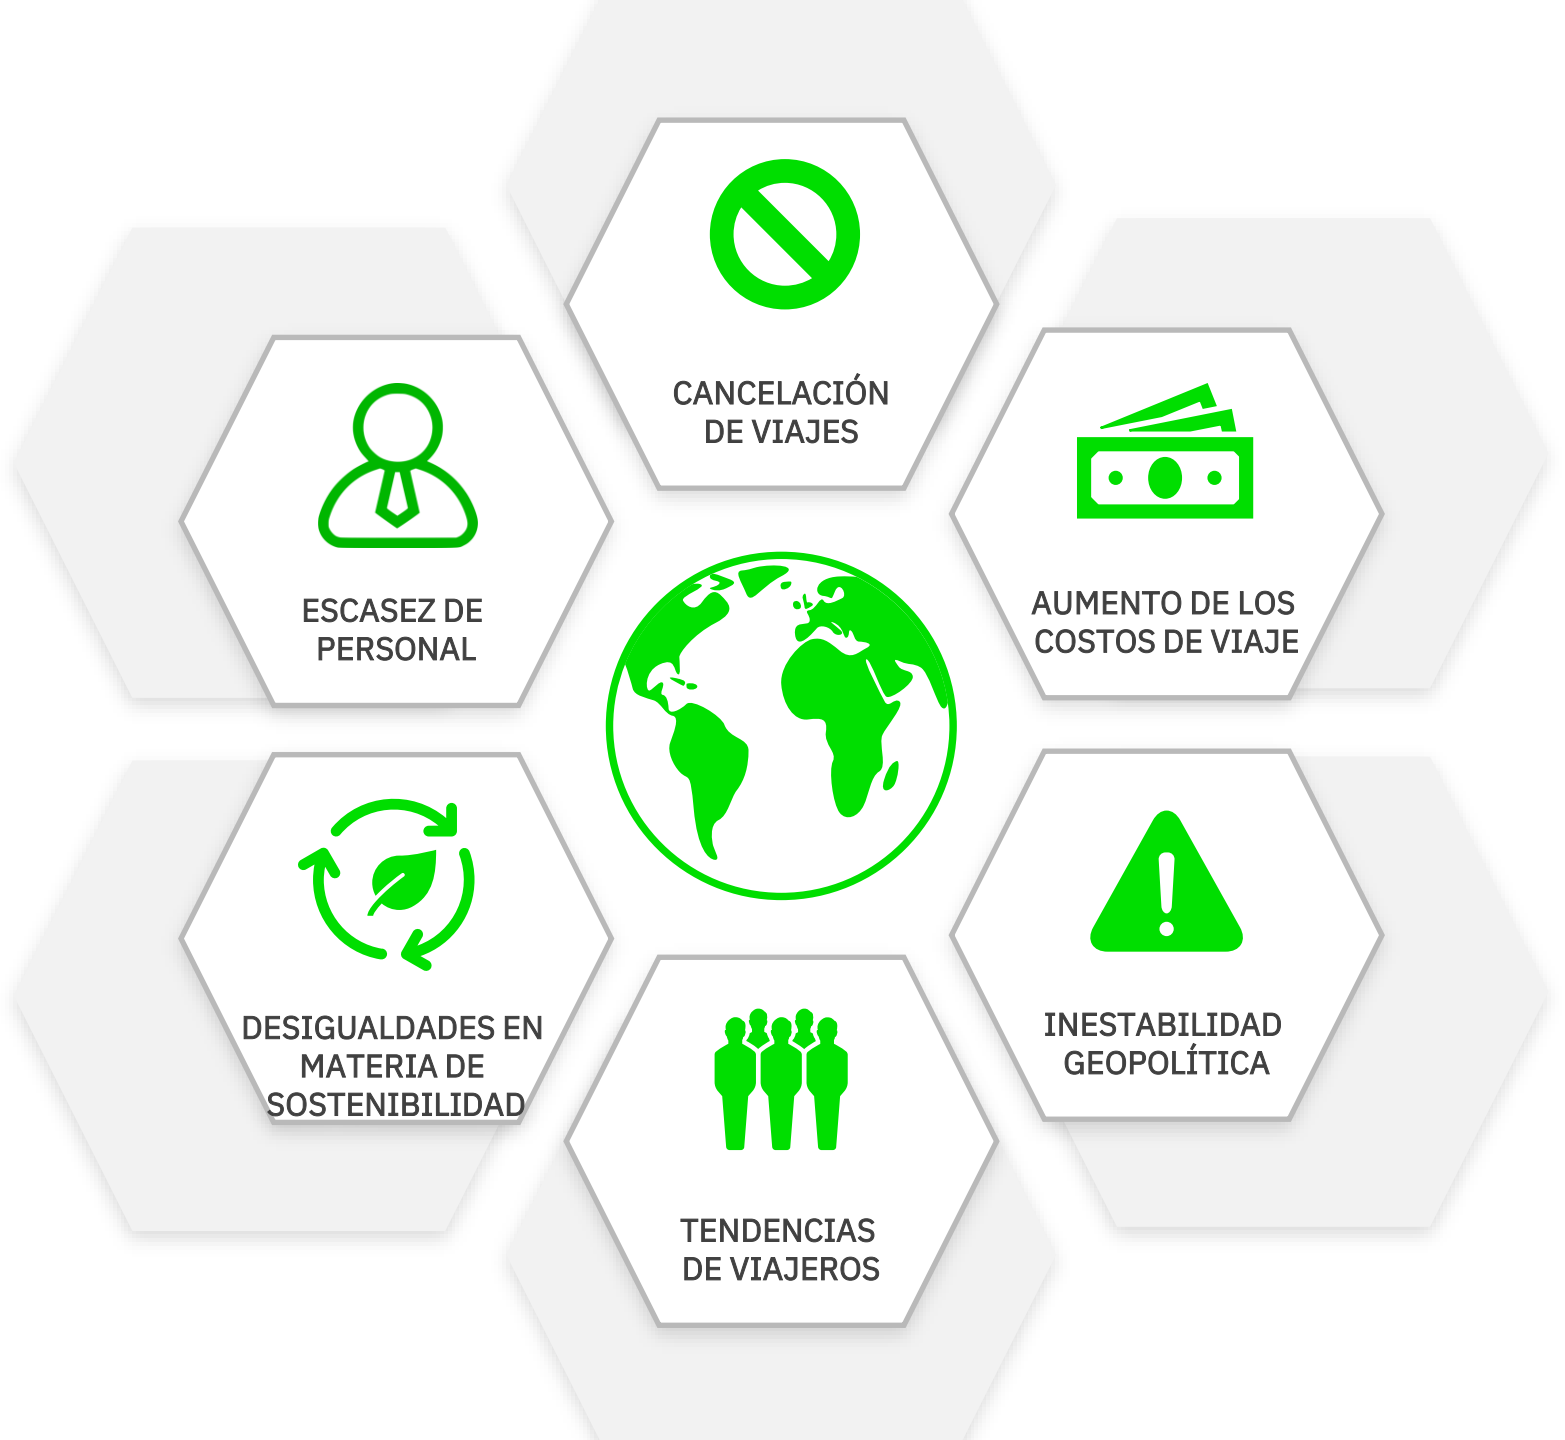 CANCELACIÓN
DE VIAJES
ESCASEZ DE
PERSONAL
AUMENTO DE LOS
COSTOS DE VIAJE
DESIGUALDADES EN
MATERIA DE
SOSTENIBILIDAD
INESTABILIDAD
GEOPOLÍTICA
TENDENCIAS
DE VIAJEROS